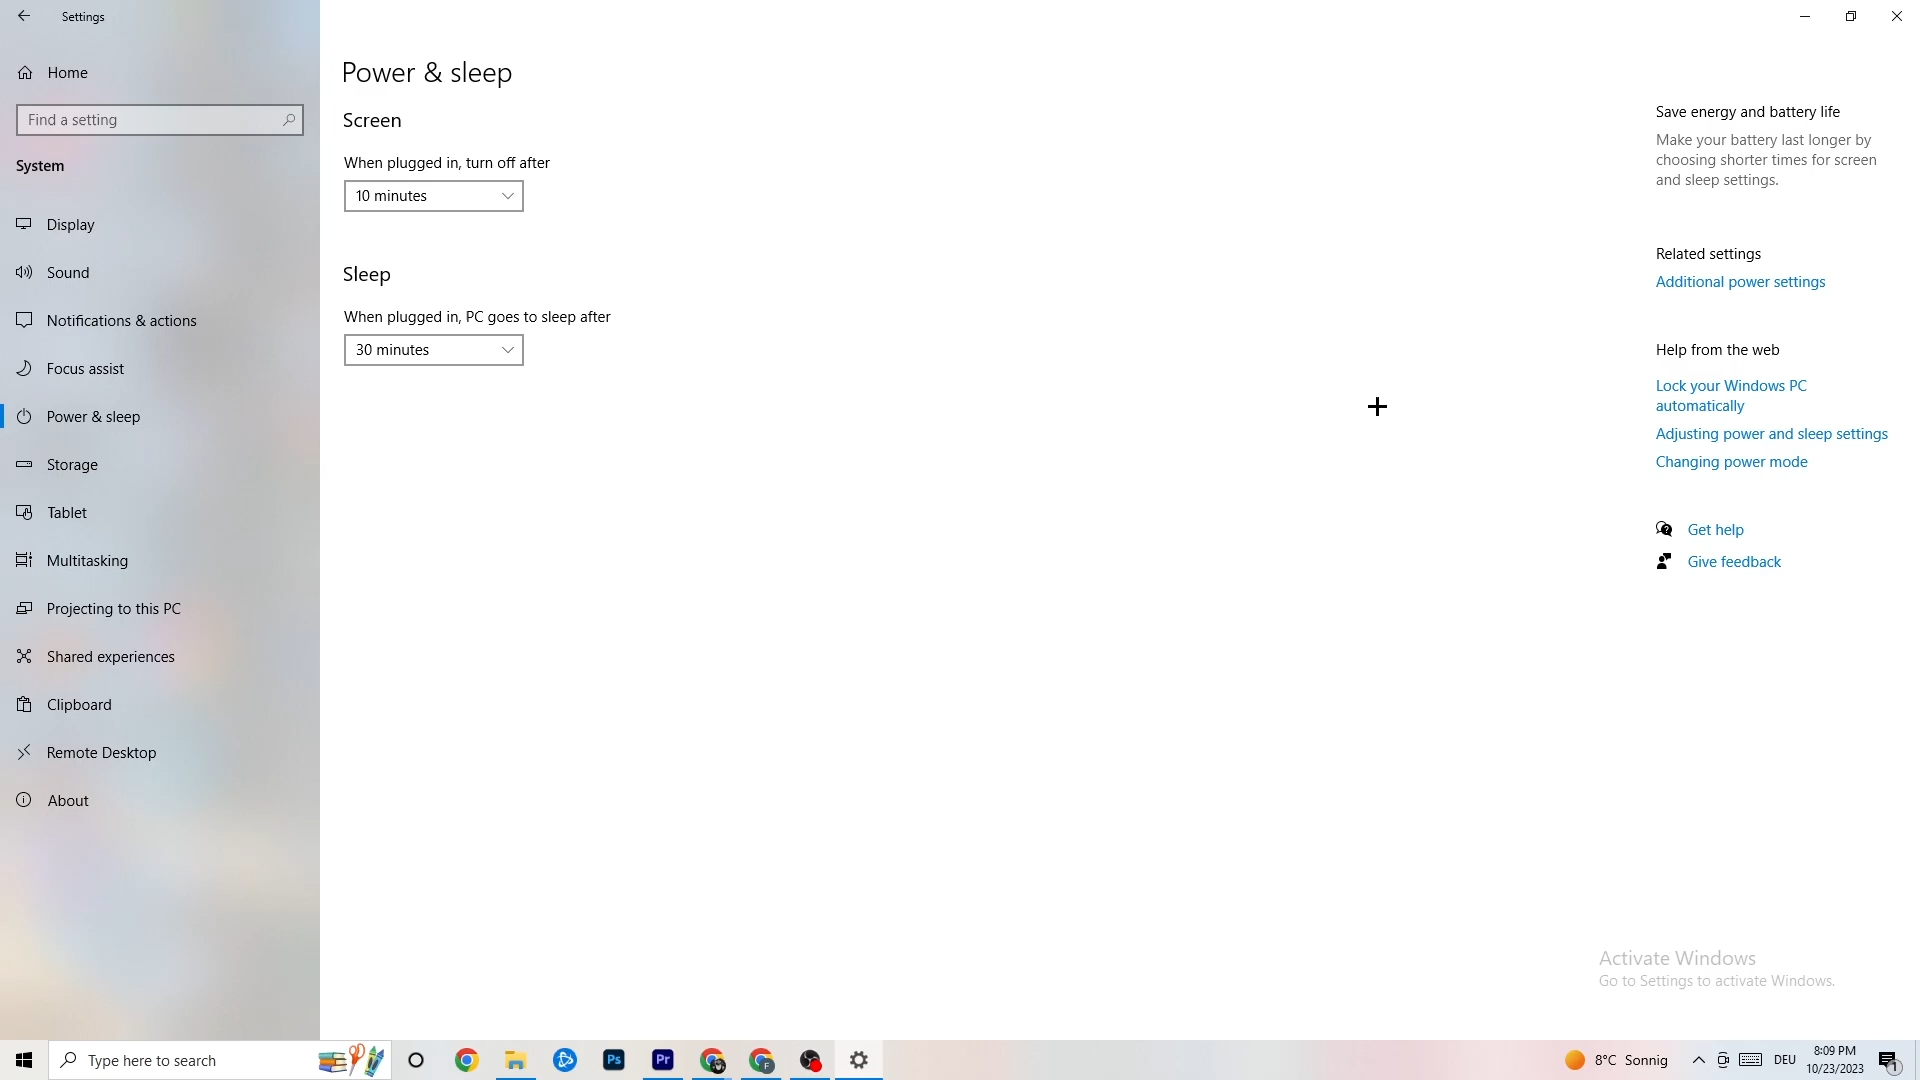 Settings
Home
Find a setting
System
Display
Sound
Notifications & actions
Focus assist
Power & sleep
Storage
Tablet
Multitasking
Projecting to this PC
Shared experiences
Clipboard
Remote Desktop
About
Power & sleep
Screen
When plugged in, turn off after
10 minutes
Sleep
When plugged in, PC goes to sleep after
30 minutes
Save energy and battery life
Make your battery last longer by
choosing shorter times for screen
and sleep settings.
Related settings
Additional power settings
Help from the web
Lock your Windows PC
automatically
Adjusting power and sleep settings
Changing power mode
Get help
Give feedback
Activate Windows
Go to Settings to activate Windows.
Type here to search
Ps
Pr
F
8°C Sonnig
DEU
8:09 PM
10/23/2023
1